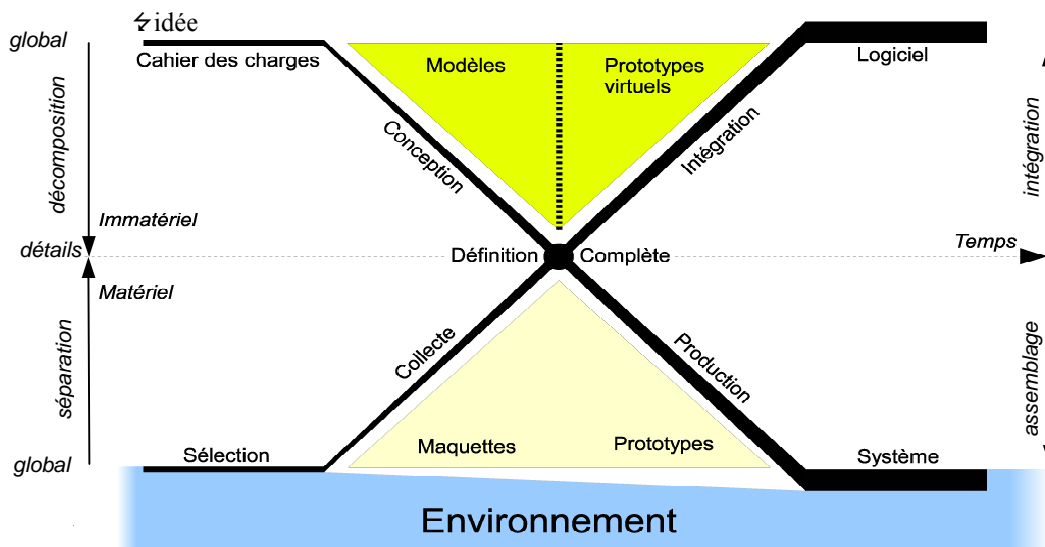 idée
global
Cahier des charges
Modèles
Prototypes
virtuels
Logiciel
décomposition
Conception
Intégration
intégration
Immatériel
détails
Définition
Complète
Temps
Matériel
séparation
Collecte
Production
assemblage
Maquettes
Prototypes
global
Sélection
Système
Environnement